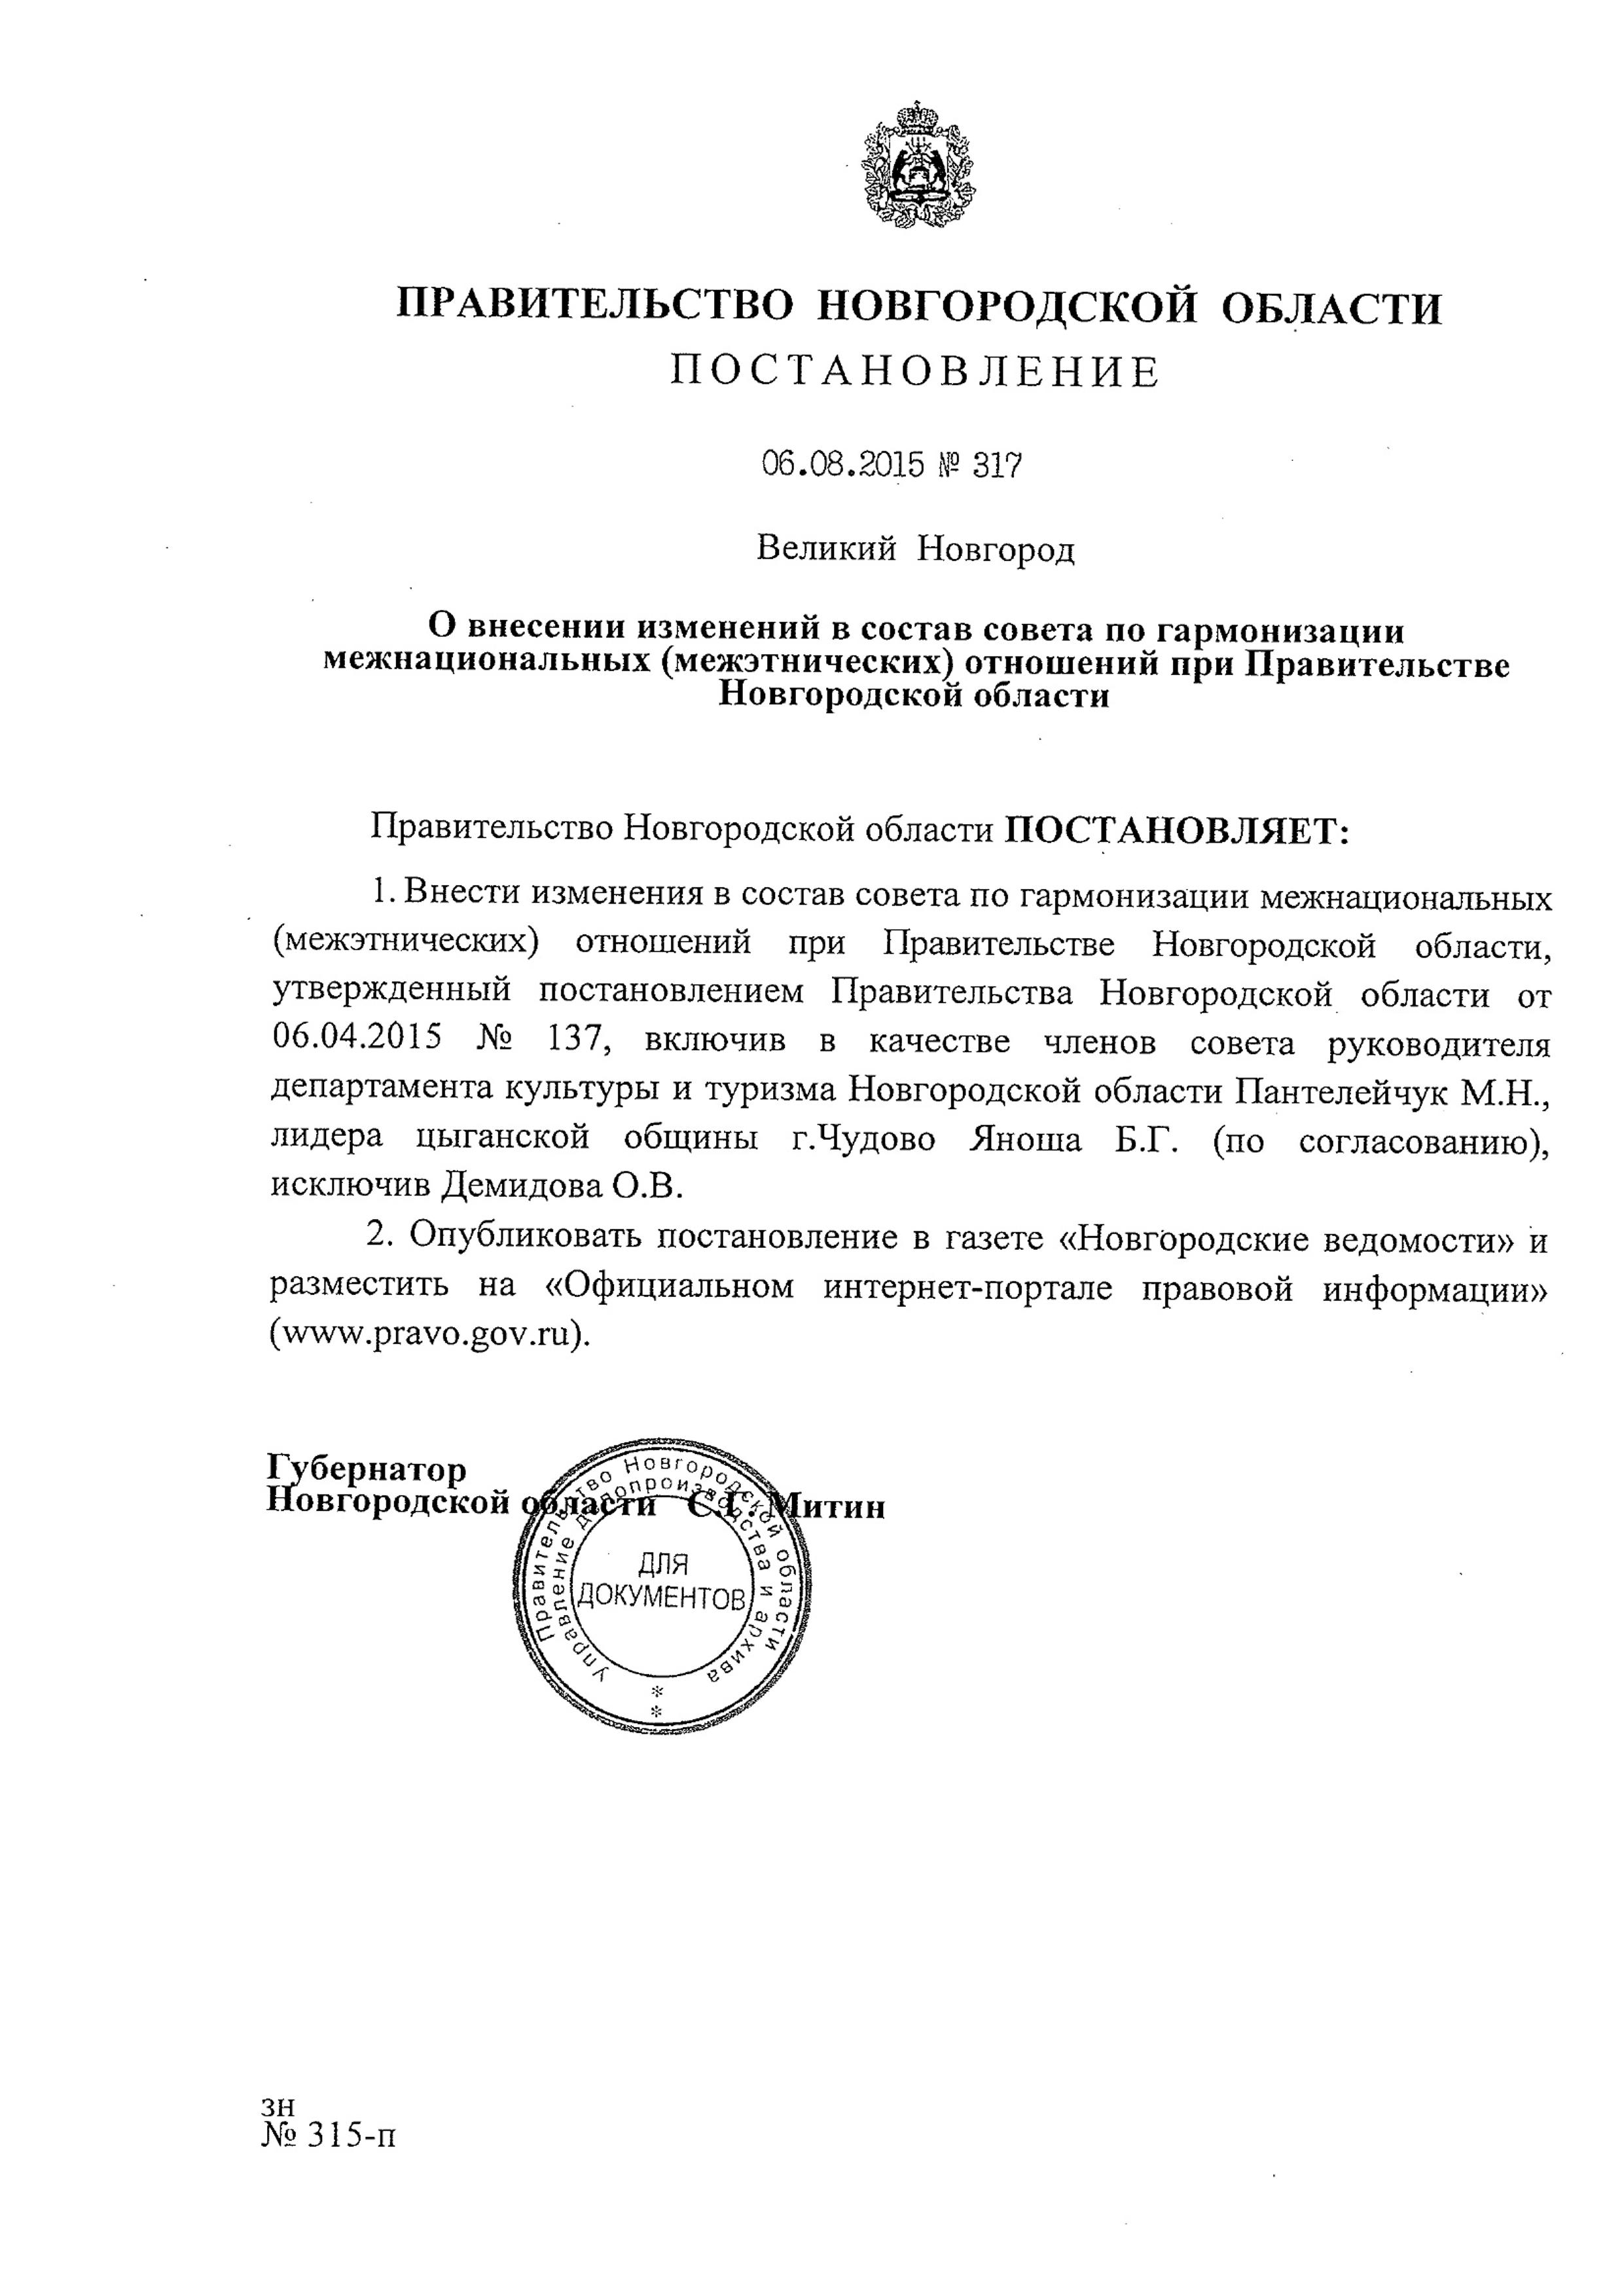 ПРАВИТЕЛЬСТВО НОВГОРОДСКОЙ ОБЛАСТИ
ПОСТАНОВЛЕНИЕ
06.08.2015 № 317
Великий Новгород
О внесении изменений в состав совета по гармонизации
межнациональных (межэтнических) отношений при Правительстве
Новгородской области
Правительство Новгородской области ПОСТАНОВЛЯЕТ:
1. Внести изменения в состав совета по гармонизации межнациональных
(межэтнических) отношений при Правительстве Новгородской области,
утвержденный постановлением Правительства Новгородской области от
06.04.2015 № 137, включив в качестве членов совета руководителя
департамента культуры и туризма Новгородской области Пантелейчук М.Н.,
лидера цыганской общины г.Чудово Яноша Б.Г. (по согласованию),
исключив Демидова О.В.
2. Опубликовать постановление в газете «Новгородские ведомости» и
разместить на «Официальном интернет-портале правовой информации»
(www.pravo.gov.ru).
Губернатор
Новгородской области С.Г. Митин
Правительство Новгородской области
Управление делопроизводства и архива
ДЛЯ
ДОКУМЕНТОВ
* *
зн
№ 315-п